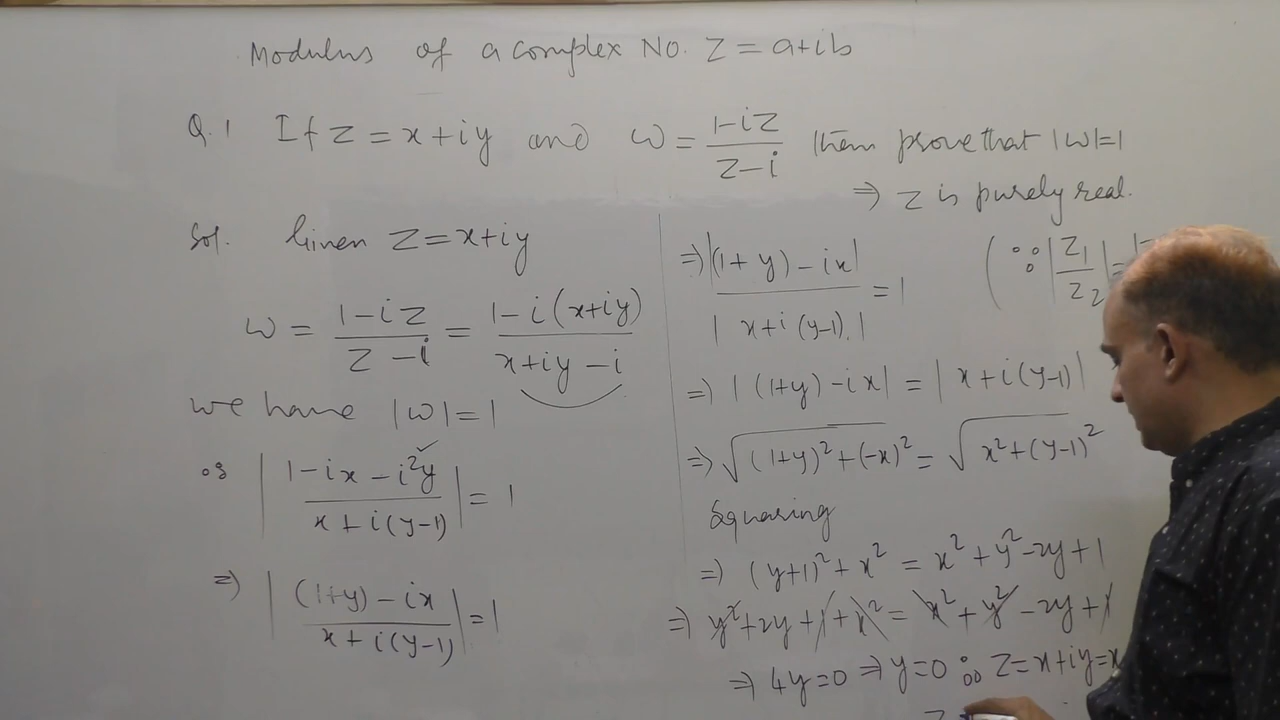 Modulus of a complex No. z = a+ib
Q.1 If z = x+iy and ω = (1-iz)/(z-i) then prove that |ω|=1
⇒ z is purely real.
Sol. Given z = x+iy
ω = (1-iz)/(z-i) = (1-i(x+iy))/(x+iy-i)
we have |ω| = 1
or |(1-ix-i²y)/(x+i(y-1))| = 1
⇒ |((1+y)-ix)/(x+i(y-1))| = 1
⇒ |(1+y)-ix|/|x+i(y-1)| = 1 (∵ |z₁/z₂| =
⇒ |(1+y)-ix| = |x+i(y-1)|
⇒ √((1+y)²+(-x)²) = √(x²+(y-1)²)
Squaring
⇒ (y+1)²+x² = x²+y²-2y+1
⇒ y²+2y+1+x² = x²+y²-2y+1
⇒ 4y=0 ⇒ y=0 ∴ z=x+iy=x
z